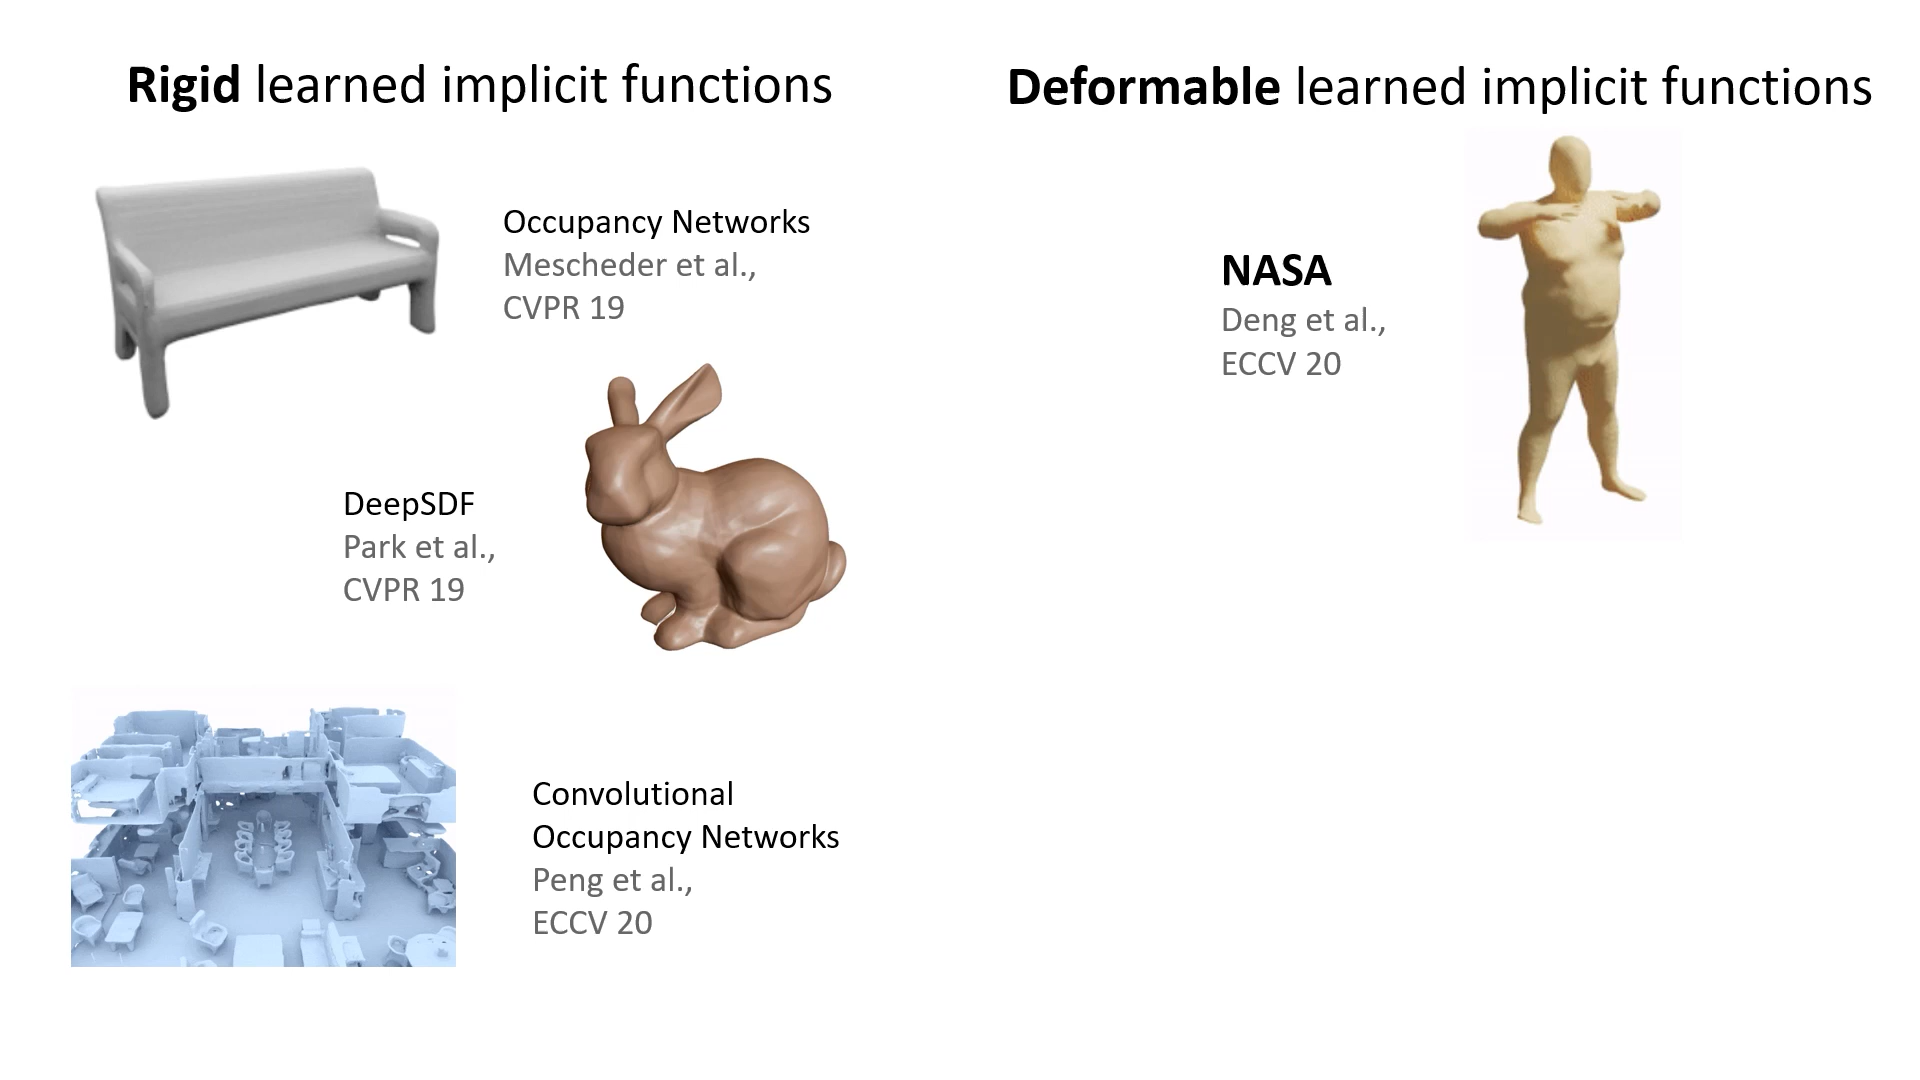 Rigid learned implicit functions
Occupancy Networks
Mescheder et al.,
CVPR 19
DeepSDF
Park et al.,
CVPR 19
Convolutional
Occupancy Networks
Peng et al.,
ECCV 20
Deformable learned implicit functions
NASA
Deng et al.,
ECCV 20